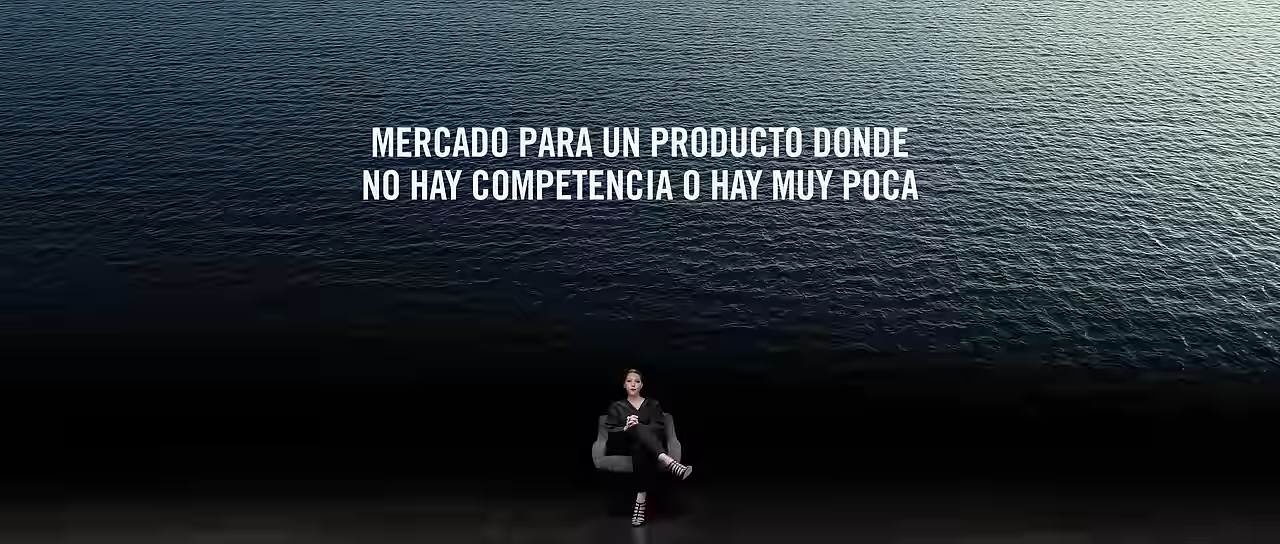 MERCADO PARA UN PRODUCTO DONDE
NO HAY COMPETENCIA O HAY MUY POCA